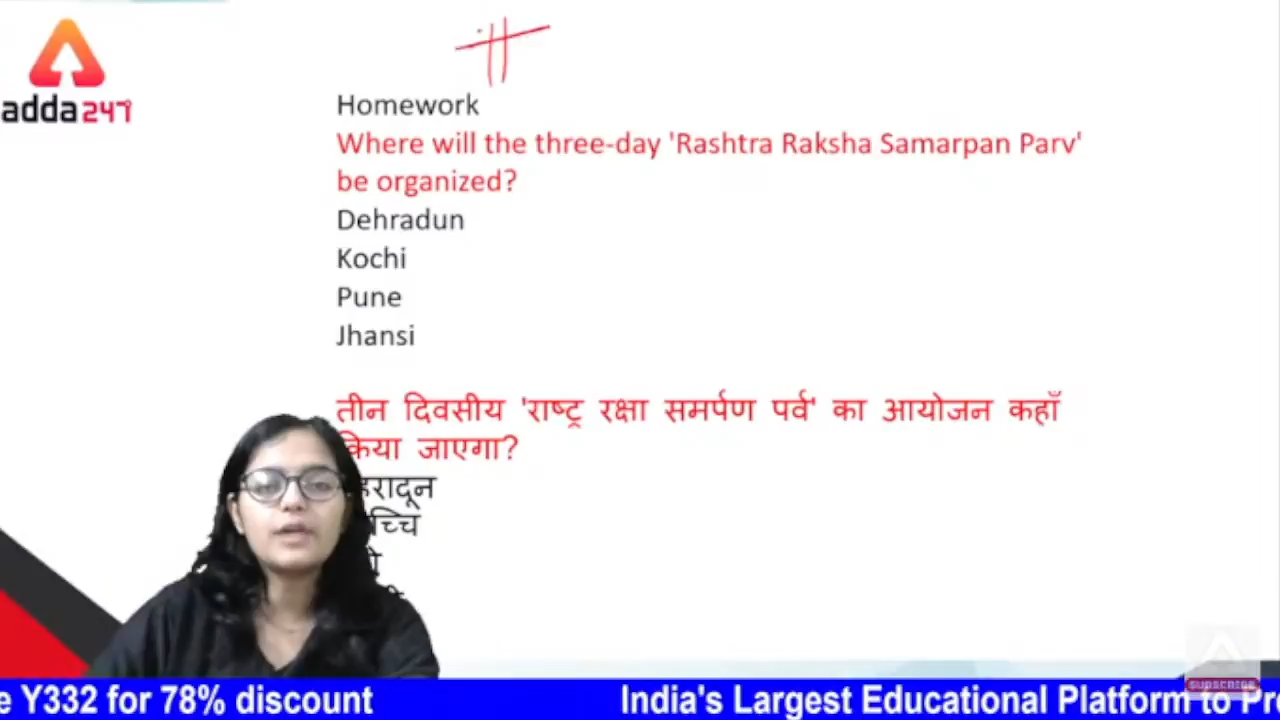 adda247
Homework
Where will the three-day 'Rashtra Raksha Samarpan Parv'
be organized?
Dehradun
Kochi
Pune
Jhansi
तीन दिवसीय 'राष्ट्र रक्षा समर्पण पर्व' का आयोजन कहाँ
किया जाएगा?
SUBSCRIBE
e Y332 for 78% discount India's Largest Educational Platform to Pre